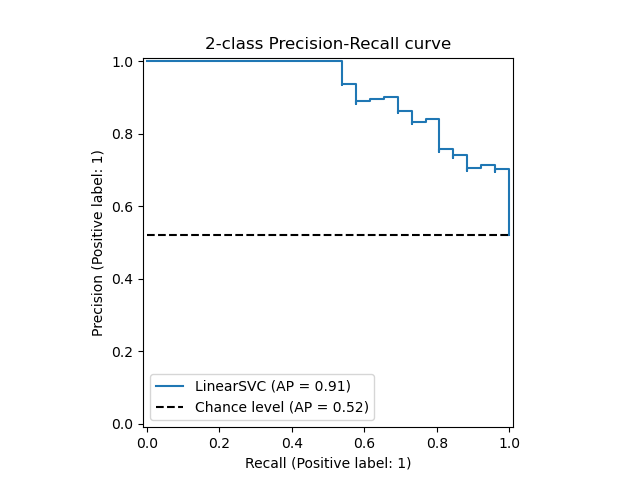 2-class Precision-Recall curve
Precision (Positive label: 1)
1.0
0.8
0.6
0.4
0.2
0.0
LinearSVC (AP = 0.91)
Chance level (AP = 0.52)
0.0 0.2 0.4 0.6 0.8 1.0
Recall (Positive label: 1)